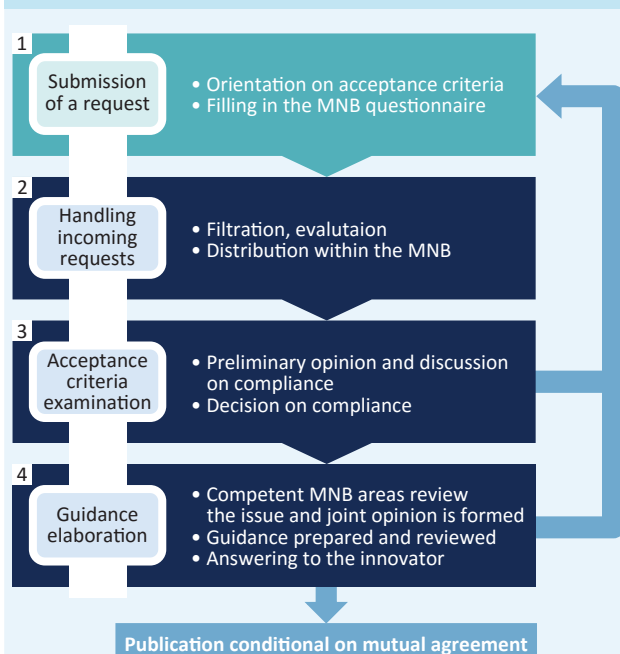 1
Submission
of a request
• Orientation on acceptance criteria
• Filling in the MNB questionnaire
2
Handling
incoming
requests
• Filtration, evalutaion
• Distribution within the MNB
3
Acceptance
criteria
examination
• Preliminary opinion and discussion
on compliance
• Decision on compliance
4
Guidance
elaboration
• Competent MNB areas review
the issue and joint opinion is formed
• Guidance prepared and reviewed
• Answering to the innovator
Publication conditional on mutual agreement